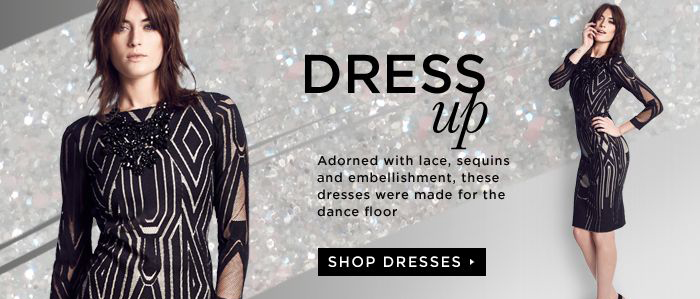 DRESS
up
Adorned with lace, sequins
and embellishment, these
dresses were made for the
dance floor
SHOP DRESSES